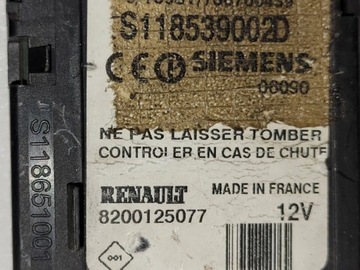 S118539002D
CE SIEMENS
00090
NE PAS LAISSER TOMBER
CONTROLER EN CAS DE CHUTE
RENAULT
MADE IN FRANCE
8200125077
12V
001
S118651001